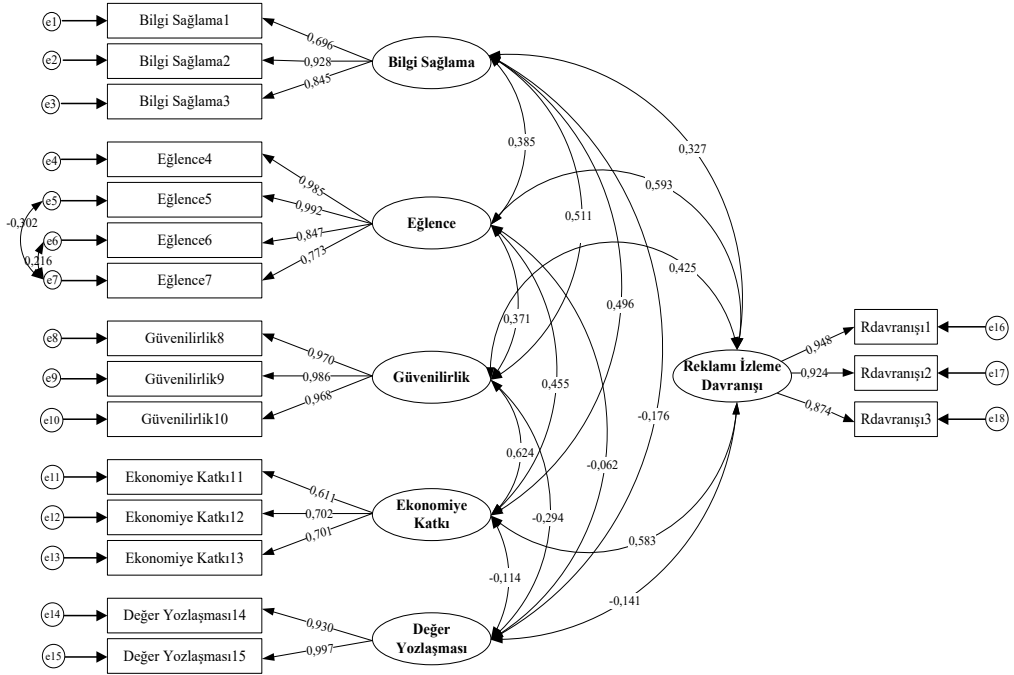 e1
Bilgi Sağlama1
0,696
e2
Bilgi Sağlama2
0,928
Bilgi Sağlama
e3
Bilgi Sağlama3
0,845
0,385
0,327
e4
Eğlence4
0,985
0,593
e5
Eğlence5
0,992
0,511
-0,302
Eğlence
e6
Eğlence6
0,847
0,216
e7
Eğlence7
0,773
0,425
0,496
0,371
e8
Güvenilirlik8
0,970
e9
Güvenilirlik9
0,986
Güvenilirlik
0,455
e10
Güvenilirlik10
0,968
-0,176
Reklamı İzleme
Davranışı
0,948
Rdavranışı1
e16
0,924
Rdavranışı2
e17
0,874
Rdavranışı3
e18
0,624
-0,062
e11
Ekonomiye Katkı11
0,611
e12
Ekonomiye Katkı12
0,702
Ekonomiye
Katkı
-0,294
e13
Ekonomiye Katkı13
0,701
0,583
-0,114
-0,141
e14
Değer Yozlaşması14
0,930
Değer
Yozlaşması
e15
Değer Yozlaşması15
0,997